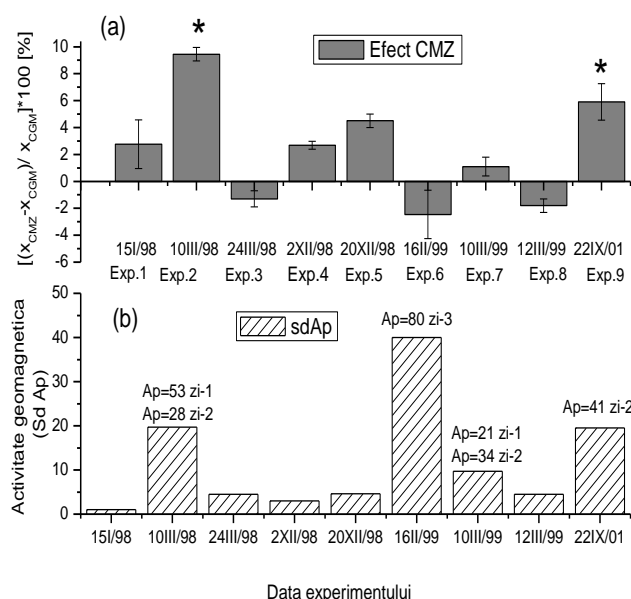 (a)
*
*
Efect CMZ
[(x_CMZ-x_CGM)/ x_CGM]*100 [%]
10
8
6
4
2
0
-2
-4
-6
15I/98 10III/98 24III/98 2XII/98 20XII/98 16II/99 10III/99 12III/99 22IX/01
Exp.1 Exp.2 Exp.3 Exp.4 Exp.5 Exp.6 Exp.7 Exp.8 Exp.9
(b)
sdAp
Activitate geomagnetica
(Sd Ap)
50
40
30
20
10
0
Ap=53 zi-1
Ap=28 zi-2
Ap=80 zi-3
Ap=21 zi-1
Ap=34 zi-2
Ap=41 zi-2
15I/98 10III/98 24III/98 2XII/98 20XII/98 16II/99 10III/99 12III/99 22IX/01
Data experimentului